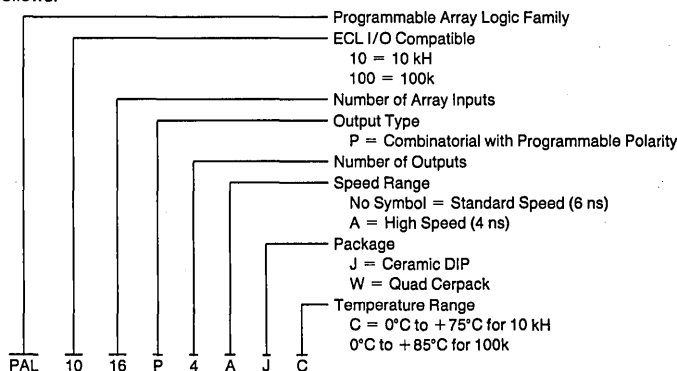 Programmable Array Logic Family
ECL I/O Compatible
10 = 10 kH
100 = 100k
Number of Array Inputs
Output Type
P = Combinatorial with Programmable Polarity
Number of Outputs
Speed Range
No Symbol = Standard Speed (6 ns)
A = High Speed (4 ns)
Package
J = Ceramic DIP
W = Quad Cerpack
Temperature Range
C = 0°C to +75°C for 10 kH
0°C to +85°C for 100k
PAL 10 16 P 4 A J C